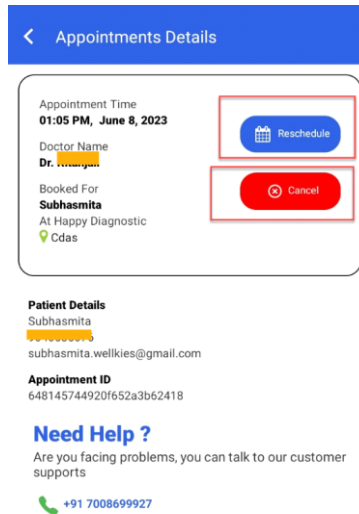 Appointments Details
Appointment Time
01:05 PM, June 8, 2023
Reschedule
Doctor Name
Dr.
Booked For
Cancel
Subhasmita
At Happy Diagnostic
Cdas
Patient Details
Subhasmita
subhasmita.wellkies@gmail.com
Appointment ID
648145744920f652a3b62418
Need Help ?
Are you facing problems, you can talk to our customer
supports
+91 7008699927